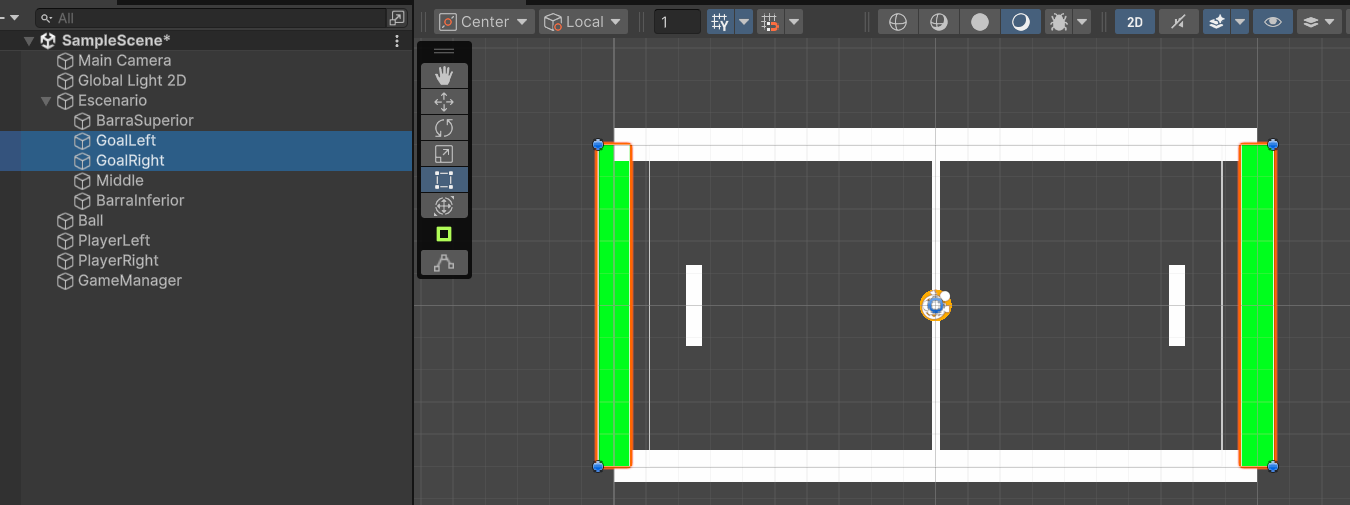 All
Center
Local
1
2D
SampleScene*
Main Camera
Global Light 2D
Escenario
BarraSuperior
GoalLeft
GoalRight
Middle
BarraInferior
Ball
PlayerLeft
PlayerRight
GameManager